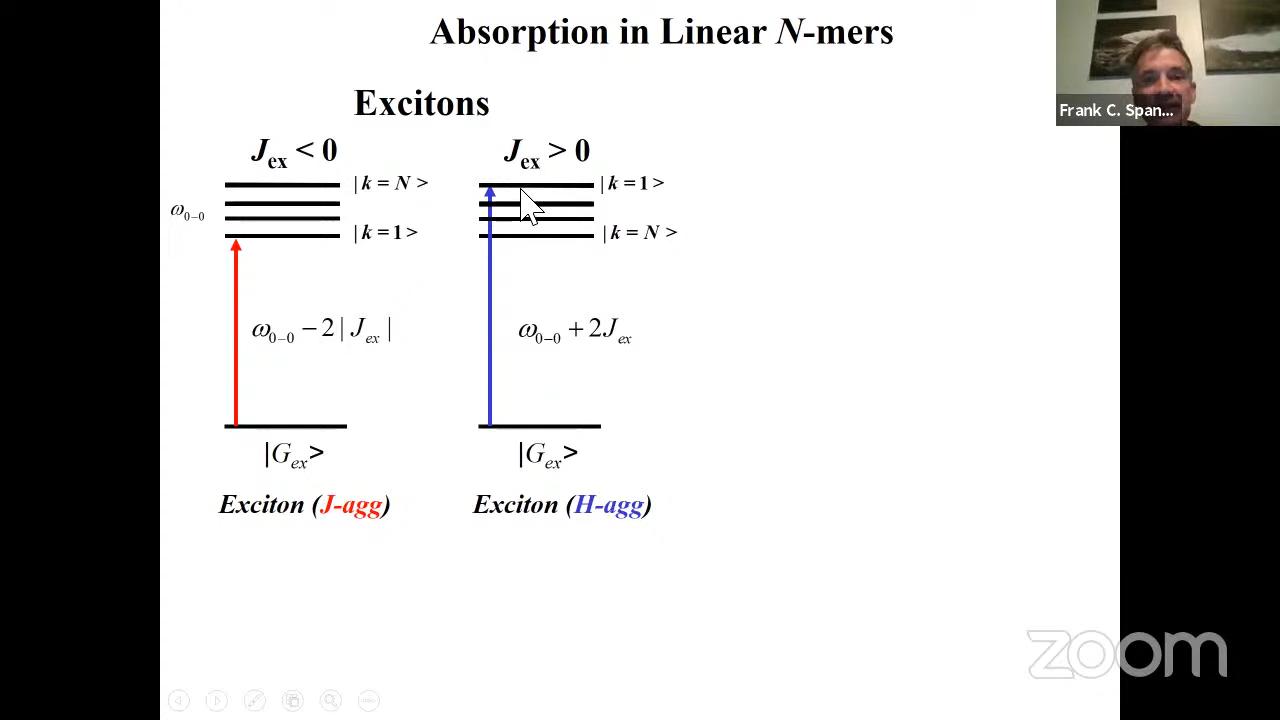 Absorption in Linear N-mers
Frank C. Span...
Excitons
J_ex < 0
J_ex > 0
| k = N >
| k = 1 >
ω_0–0
| k = 1 >
| k = N >
ω_0–0 − 2 | J_ex |
ω_0–0 + 2J_ex
|G_ex>
|G_ex>
Exciton (J-agg)
Exciton (H-agg)
zoom